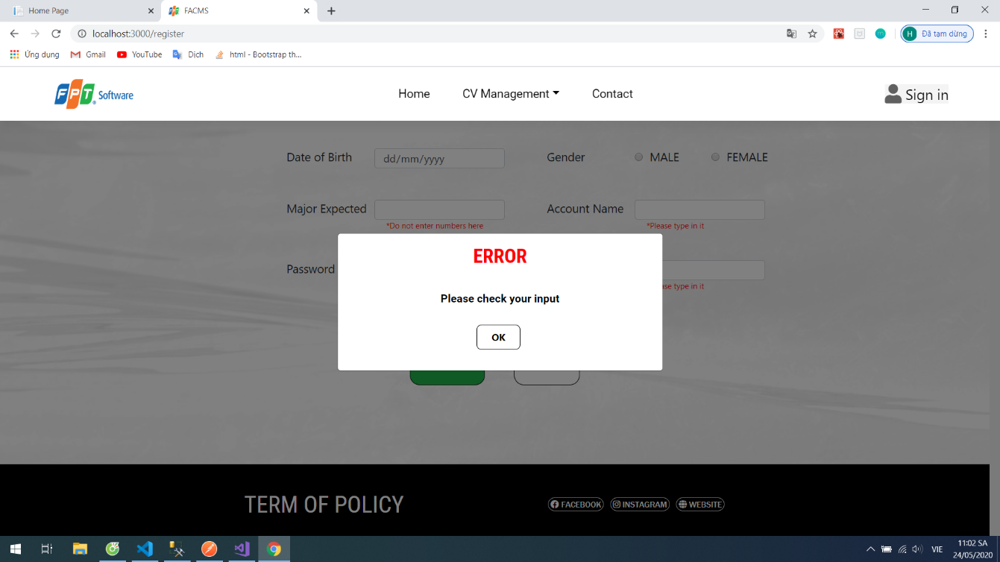 Home Page
FACMS
localhost:3000/register
H
Đã tạm dừng
Ứng dụng
Gmail
YouTube
Dịch
html - Bootstrap th...
FPT Software
Home
CV Management
Contact
Sign in
Date of Birth
dd/mm/yyyy
Gender
MALE
FEMALE
Major Expected
*Do not enter numbers here
Account Name
*Please type in it
Password
ase type in it
ERROR
Please check your input
OK
TERM OF POLICY
FACEBOOK
INSTAGRAM
WEBSITE
VIE
11:02 SA
24/05/2020